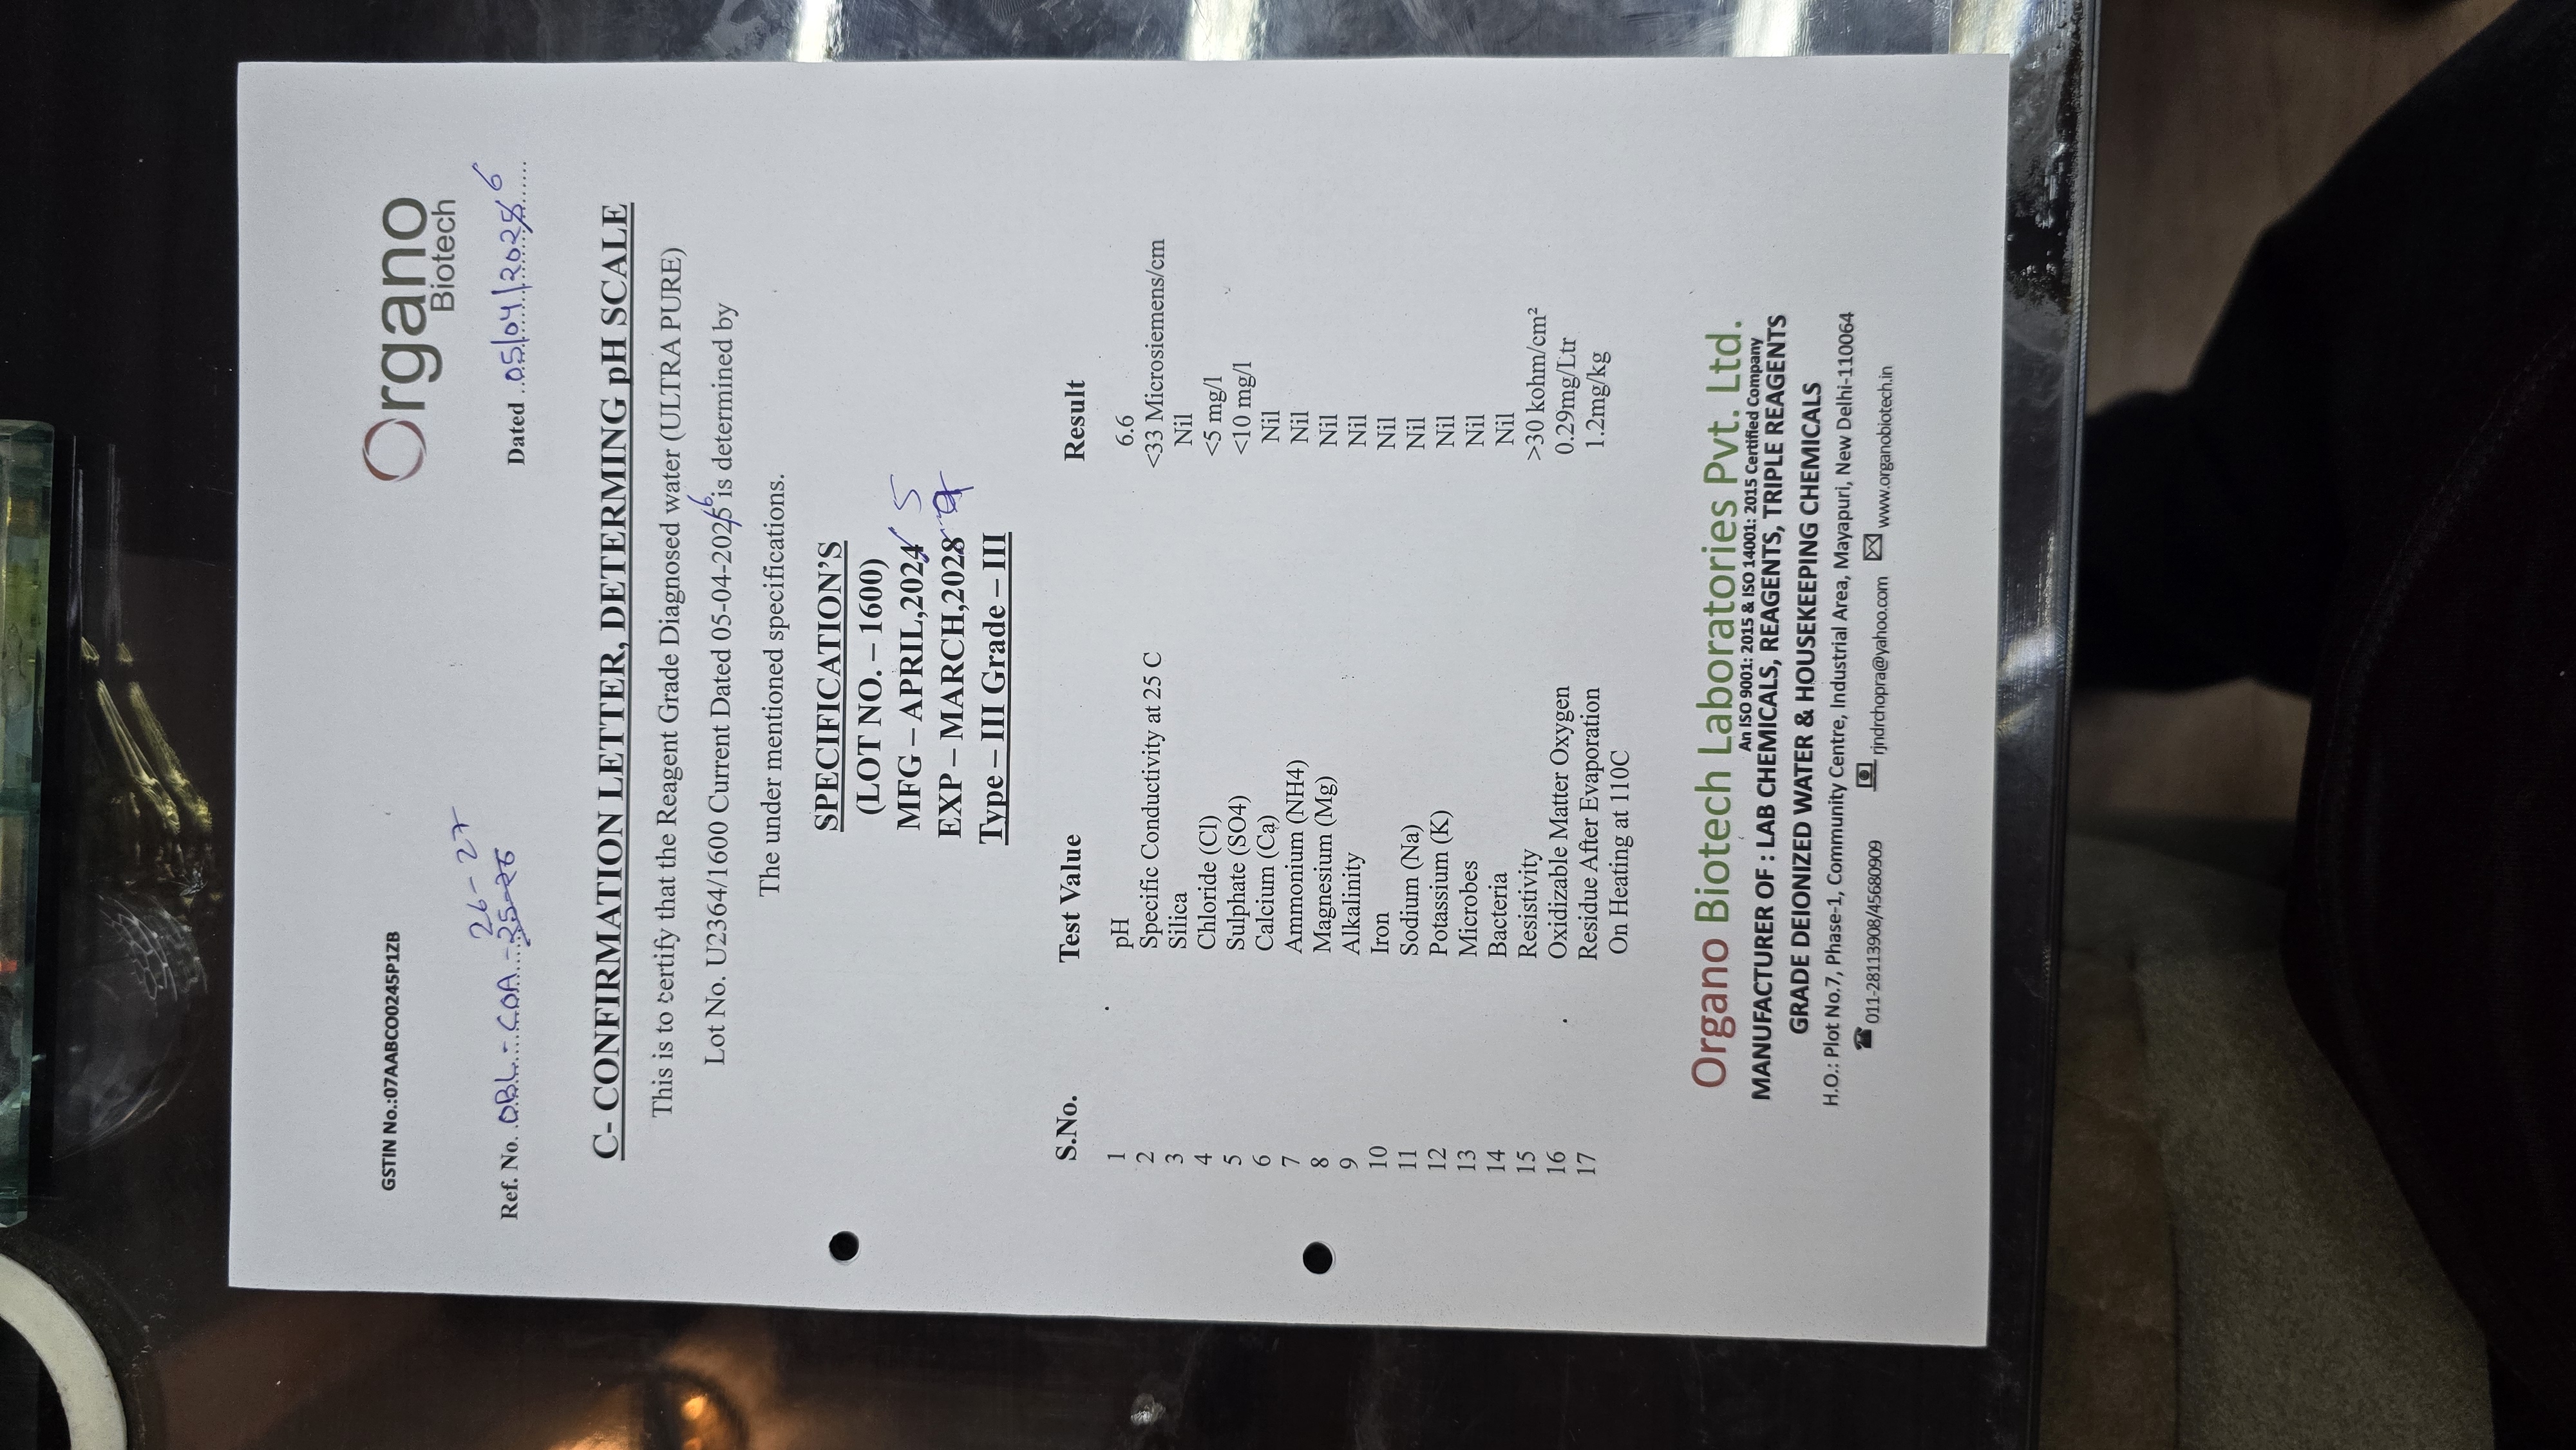 GSTIN No.:07AABCO0245P1ZB
Organo
Biotech
26-27
Ref. No. OBL - COA - 25-26
Dated 05/04/2025 6
C- CONFIRMATION LETTER, DETERMING pH SCALE
This is to certify that the Reagent Grade Diagnosed water (ULTRA PURE)
Lot No. U2364/1600 Current Dated 05-04-2025 6 is determined by
The under mentioned specifications.
SPECIFICATION'S
(LOT NO. – 1600)
MFG – APRIL,2024 5
EXP – MARCH,2028 9
Type – III Grade – III
S.No. Test Value Result
1 pH 6.6
2 Specific Conductivity at 25 C <33 Microsiemens/cm
3 Silica Nil
4 Chloride (Cl) <5 mg/l
5 Sulphate (SO4) <10 mg/l
6 Calcium (Ca) Nil
7 Ammonium (NH4) Nil
8 Magnesium (Mg) Nil
9 Alkalinity Nil
10 Iron Nil
11 Sodium (Na) Nil
12 Potassium (K) Nil
13 Microbes Nil
14 Bacteria Nil
15 Resistivity >30 kohm/cm²
16 Oxidizable Matter Oxygen 0.29mg/Ltr
17 Residue After Evaporation 1.2mg/kg
On Heating at 110C
Organo Biotech Laboratories Pvt. Ltd.
An ISO 9001: 2015 & ISO 14001: 2015 Certified Company
MANUFACTURER OF : LAB CHEMICALS, REAGENTS, TRIPLE REAGENTS
GRADE DEIONIZED WATER & HOUSEKEEPING CHEMICALS
H.O.: Plot No.7, Phase-1, Community Centre, Industrial Area, Mayapuri, New Delhi-110064
011-28113908/45680909 rjndrchopra@yahoo.com www.organobiotech.in